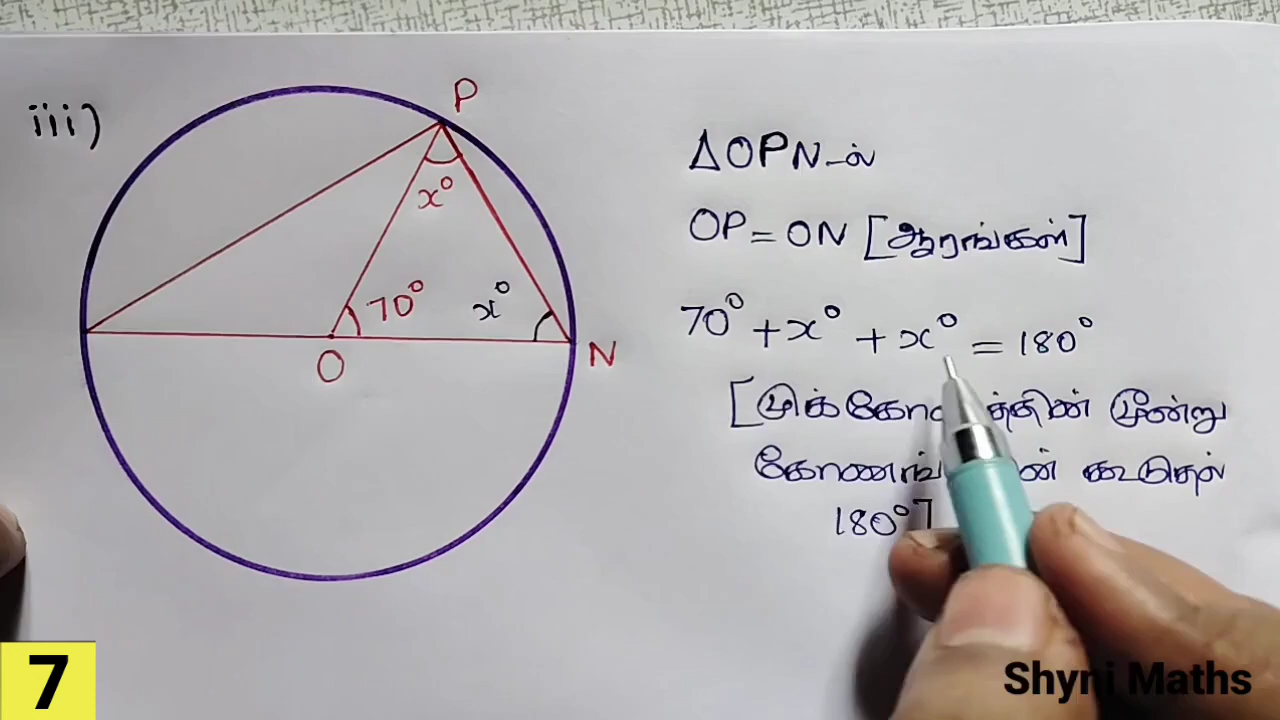 iii)
P
x°
70°
x°
O
N
ΔOPN-ல்
OP = ON [ஆரங்கள்]
70° + x° + x° = 180°
மூன்று
கூடுதல்
180°]
7
Shyni Maths